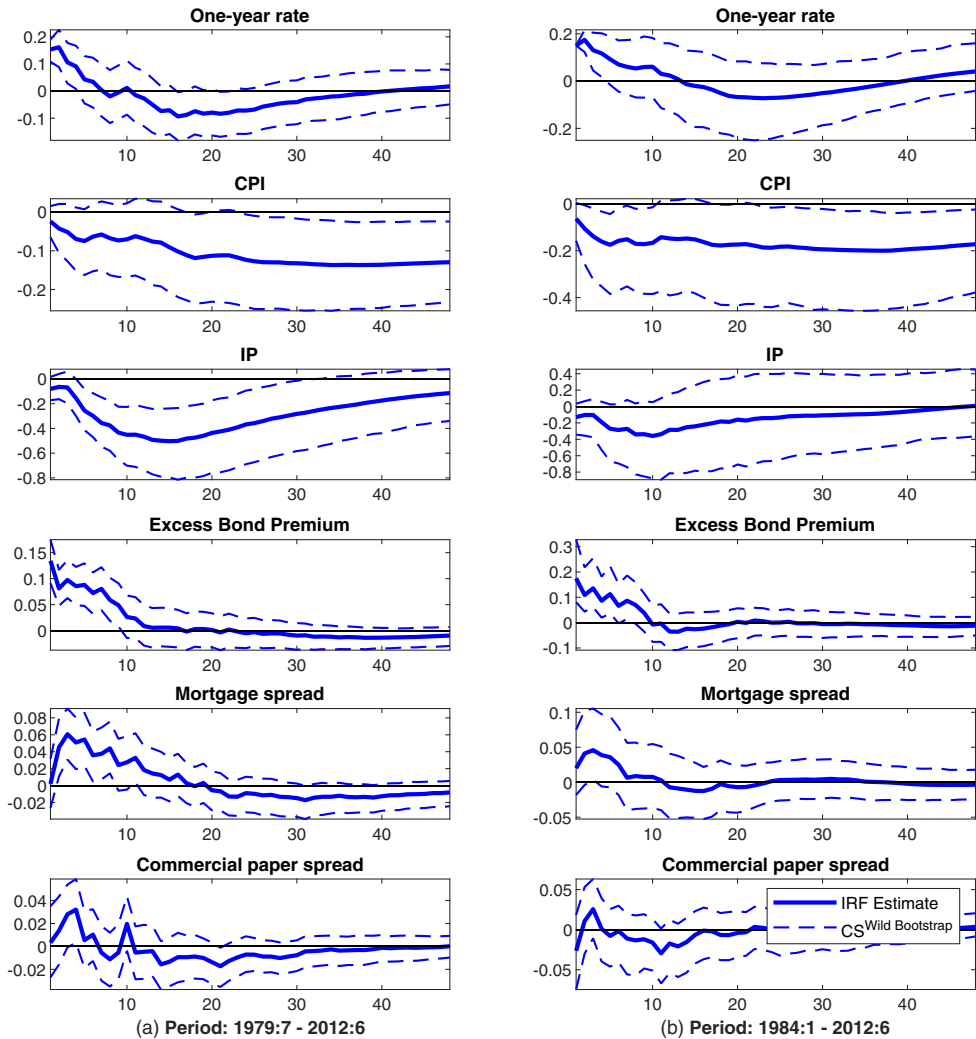 One-year rate
0.2
0.1
0
-0.1
10 20 30 40
CPI
0
-0.1
-0.2
10 20 30 40
IP
0
-0.2
-0.4
-0.6
-0.8
10 20 30 40
Excess Bond Premium
0.15
0.1
0.05
0
10 20 30 40
Mortgage spread
0.08
0.06
0.04
0.02
0
-0.02
10 20 30 40
Commercial paper spread
0.04
0.02
0
-0.02
10 20 30 40
(a) Period: 1979:7 - 2012:6
One-year rate
0.2
0
-0.2
10 20 30 40
CPI
0
-0.2
-0.4
10 20 30 40
IP
0.4
0.2
0
-0.2
-0.4
-0.6
-0.8
10 20 30 40
Excess Bond Premium
0.3
0.2
0.1
0
-0.1
10 20 30 40
Mortgage spread
0.1
0.05
0
-0.05
10 20 30 40
Commercial paper spread
0.05
0
-0.05
IRF Estimate
CS Wild Bootstrap
10 20 30 40
(b) Period: 1984:1 - 2012:6